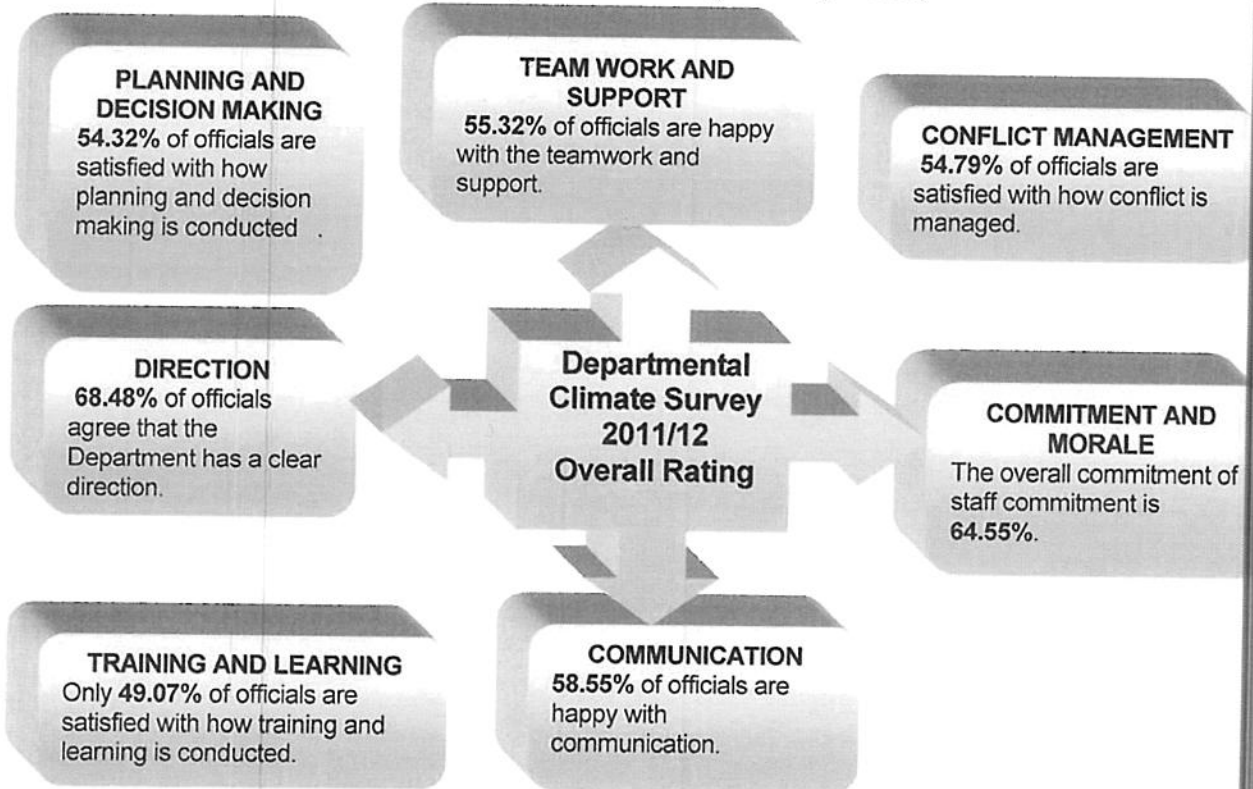 PLANNING AND
DECISION MAKING
54.32% of officials are
satisfied with how
planning and decision
making is conducted .
TEAM WORK AND
SUPPORT
55.32% of officials are happy
with the teamwork and
support.
CONFLICT MANAGEMENT
54.79% of officials are
satisfied with how conflict is
managed.
DIRECTION
68.48% of officials
agree that the
Department has a clear
direction.
Departmental
Climate Survey
2011/12
Overall Rating
COMMITMENT AND
MORALE
The overall commitment of
staff commitment is
64.55%.
TRAINING AND LEARNING
Only 49.07% of officials are
satisfied with how training and
learning is conducted.
COMMUNICATION
58.55% of officials are
happy with
communication.